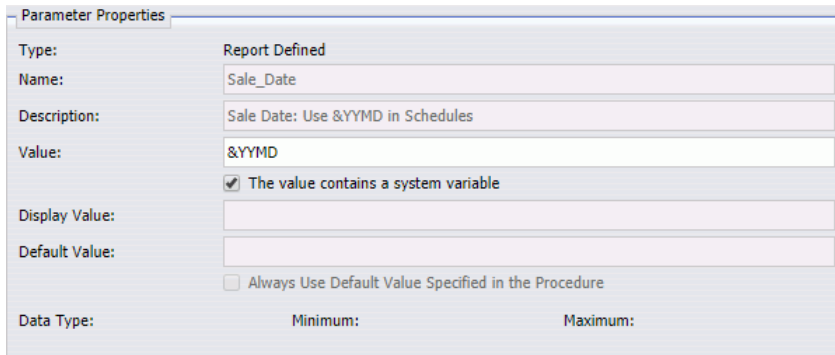 Parameter Properties
Type: Report Defined
Name: Sale_Date
Description: Sale Date: Use &YYMD in Schedules
Value: &YYMD
The value contains a system variable
Display Value:
Default Value:
Always Use Default Value Specified in the Procedure
Data Type: Minimum: Maximum: